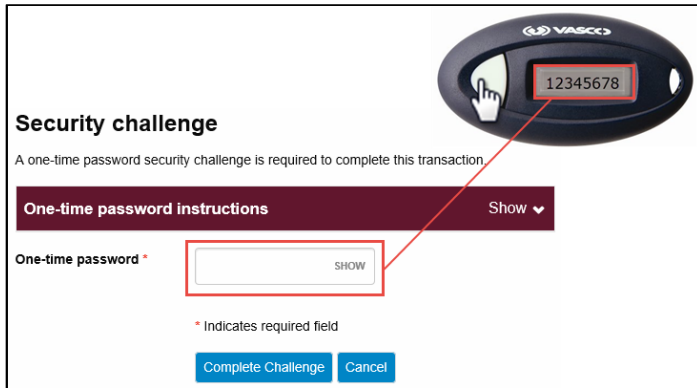 VASCO
12345678
Security challenge
A one-time password security challenge is required to complete this transaction.
One-time password instructions Show
One-time password *
SHOW
* Indicates required field
Complete Challenge Cancel